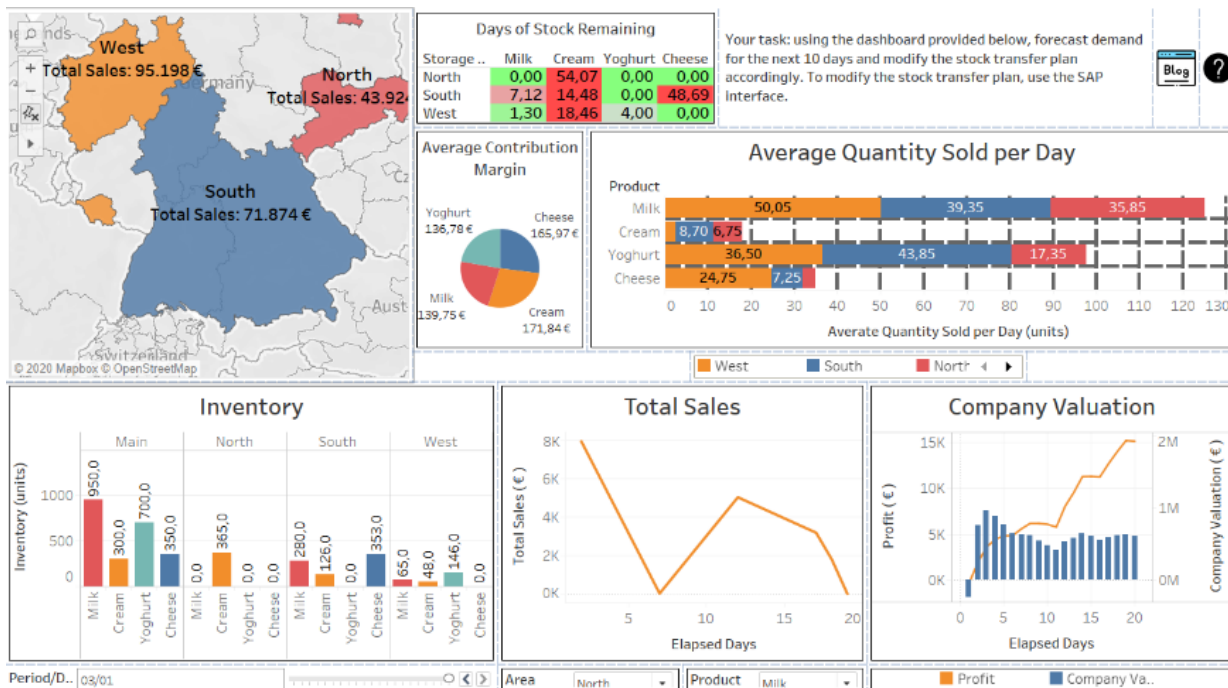 West
Total Sales: 95.198 €
Germany
North
Total Sales: 43.924
South
Total Sales: 71.874 €
Switzerland
Aust
© 2020 Mapbox © OpenStreetMap
Days of Stock Remaining
Storage .. Milk Cream Yoghurt Cheese
North 0,00 54,07 0,00 0,00
South 7,12 14,48 0,00 48,69
West 1,30 18,46 4,00 0,00
Your task: using the dashboard provided below, forecast demand
for the next 10 days and modify the stock transfer plan
accordingly. To modify the stock transfer plan, use the SAP
interface.
Blog
?
Average Contribution
Margin
Yoghurt
136,78 €
Cheese
165,97 €
Milk
139,75 €
Cream
171,84 €
Average Quantity Sold per Day
Product
Milk 50,05 39,35 35,85
Cream 8,70 6,75
Yoghurt 36,50 43,85 17,35
Cheese 24,75 7,25
0 10 20 30 40 50 60 70 80 90 100 110 120 130
Averate Quantity Sold per Day (units)
West South North
Inventory
Main North South West
Inventory (units)
1000
500
0
950,0 300,0 700,0 350,0 0,0 365,0 0,0 0,0 280,0 126,0 0,0 353,0 65,0 48,0 146,0 0,0
Milk Cream Yoghurt Cheese Milk Cream Yoghurt Cheese Milk Cream Yoghurt Cheese Milk Cream Yoghurt Cheese
Total Sales
Total Sales (€)
8K
6K
4K
2K
0K
5 10 15 20
Elapsed Days
Company Valuation
Profit (€)
15K
10K
5K
0K
2M
1M
0M
Company Valuation (€)
0 5 10 15 20
Elapsed Days
Period/D.. 03/01
Area North
Product Milk
Profit Company Va..